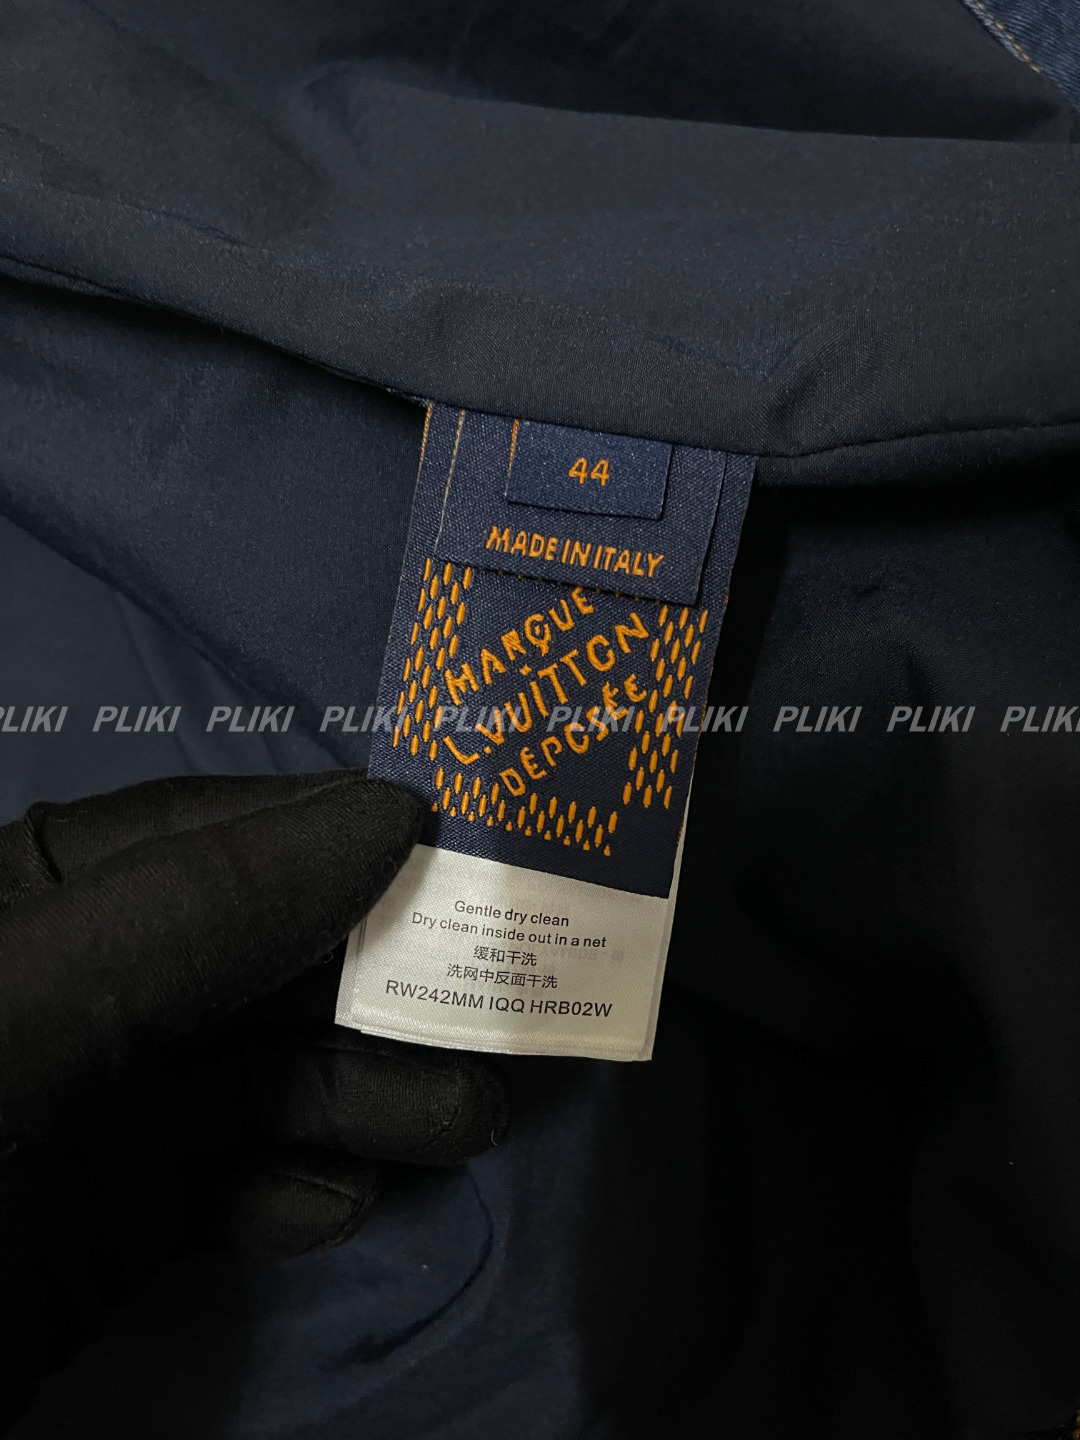 44
MADE IN ITALY
MARQUE
L.VUITTON
DÉPOSÉE
PLIKI PLIKI PLIKI PLIKI PLIKI PLIKI PLIKI PLIKI PLIKI PLIKI
Gentle dry clean
Dry clean inside out in a net
缓和干洗
洗网中反面干洗
RW242MM IQQ HRB02W